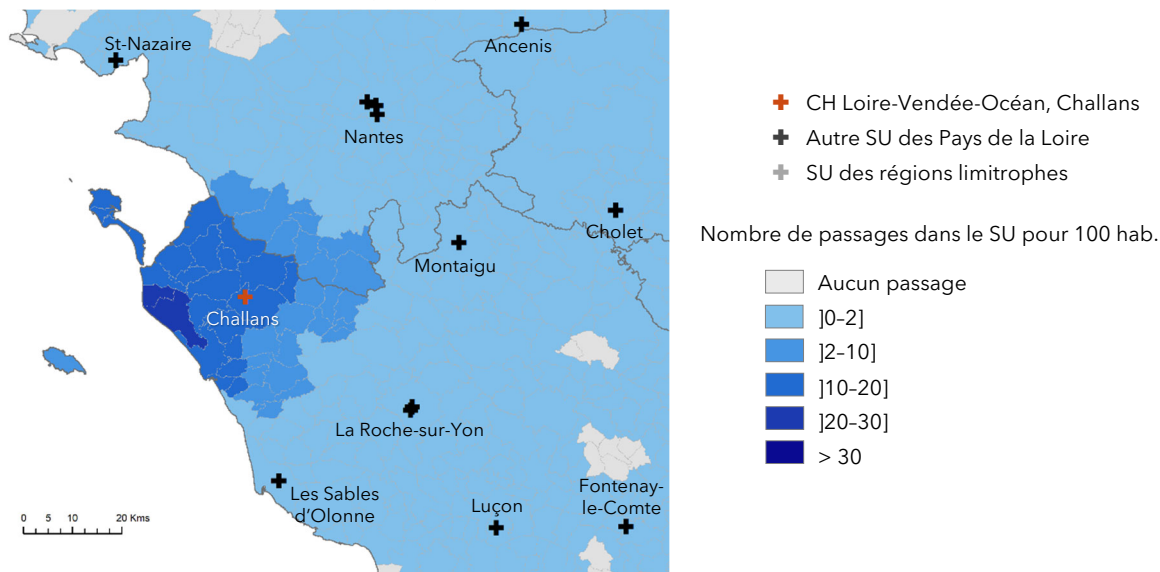 St-Nazaire
Ancenis
Nantes
Cholet
Montaigu
Challans
La Roche-sur-Yon
Les Sables
d'Olonne
Luçon
Fontenay-
le-Comte
0 5 10 20 Kms
CH Loire-Vendée-Océan, Challans
Autre SU des Pays de la Loire
SU des régions limitrophes
Nombre de passages dans le SU pour 100 hab.
Aucun passage
]0–2]
]2–10]
]10–20]
]20–30]
> 30